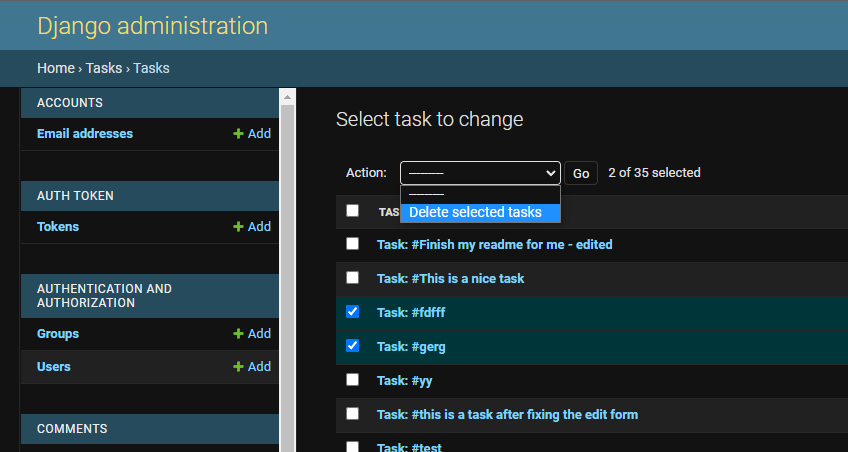 Django administration
Home › Tasks › Tasks
ACCOUNTS
Email addresses + Add
AUTH TOKEN
Tokens + Add
AUTHENTICATION AND
AUTHORIZATION
Groups + Add
Users + Add
COMMENTS
Select task to change
Action: --------- Go 2 of 35 selected
---------
Delete selected tasks
TAS
Task: #Finish my readme for me - edited
Task: #This is a nice task
Task: #fdfff
Task: #gerg
Task: #yy
Task: #this is a task after fixing the edit form
Task: #test